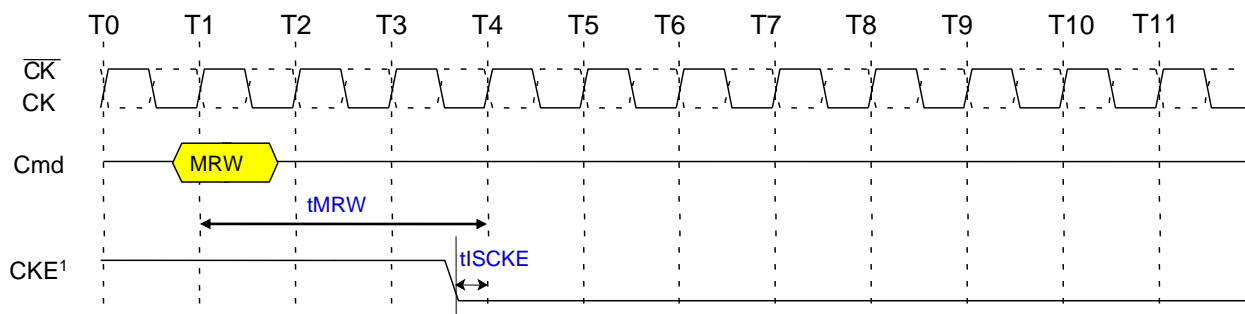 T0 T1 T2 T3 T4 T5 T6 T7 T8 T9 T10 T11
CK
CK
Cmd MRW
tMRW
CKE1 tISCKE